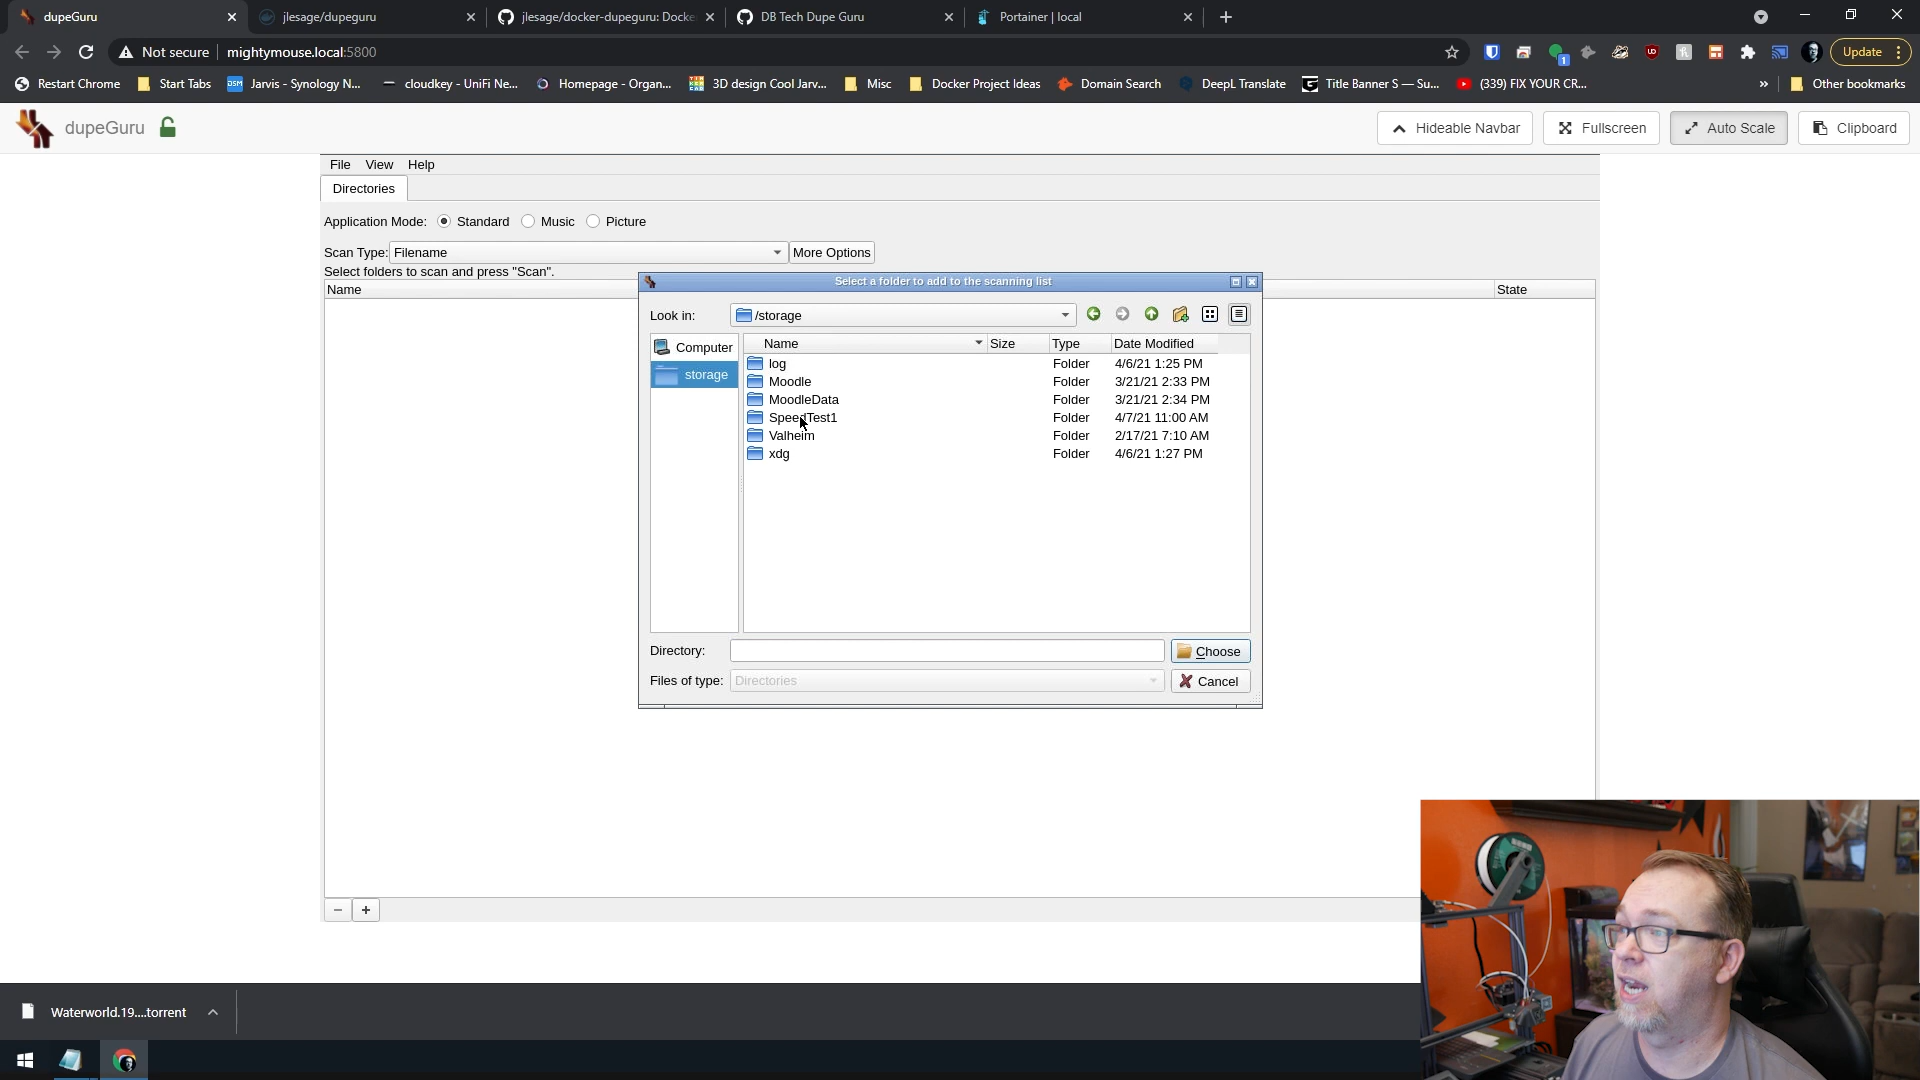 dupeGuru
jlesage/dupeguru
jlesage/docker-dupeguru: Docke
DB Tech Dupe Guru
Portainer | local
Not secure
mightymouse.local:5800
Update
Restart Chrome
Start Tabs
DSM
Jarvis - Synology N...
cloudkey - UniFi Ne...
Homepage - Organ...
3D design Cool Jarv...
Misc
Docker Project Ideas
Domain Search
DeepL Translate
Title Banner S — Su...
(339) FIX YOUR CR...
»
Other bookmarks
dupeGuru
Hideable Navbar
Fullscreen
Auto Scale
Clipboard
File View Help
Directories
Application Mode: Standard Music Picture
Scan Type: Filename More Options
Select folders to scan and press "Scan".
Name
State
Select a folder to add to the scanning list
Look in: /storage
Computer
storage
Name Size Type Date Modified
log Folder 4/6/21 1:25 PM
Moodle Folder 3/21/21 2:33 PM
MoodleData Folder 3/21/21 2:34 PM
SpeedTest1 Folder 4/7/21 11:00 AM
Valheim Folder 2/17/21 7:10 AM
xdg Folder 4/6/21 1:27 PM
Directory: Choose
Files of type: Directories Cancel
− +
Waterworld.19....torrent